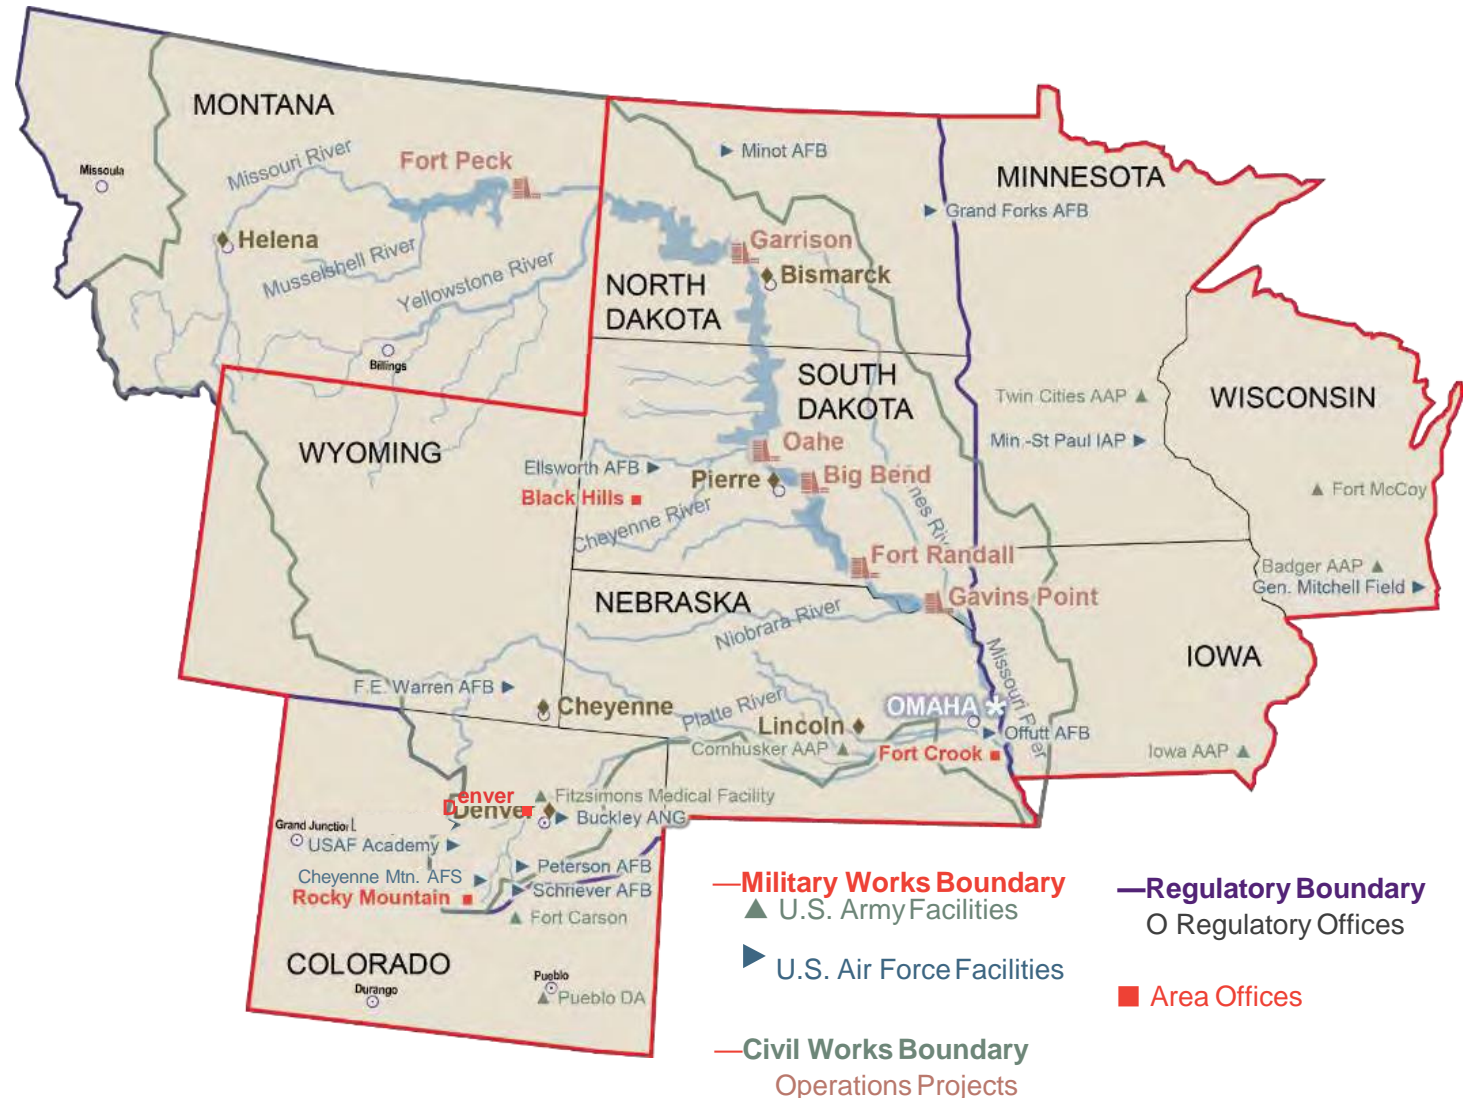 MONTANA
Missoula
Missouri River
Fort Peck
Helena
Musselshell River
Yellowstone River
Billings
Minot AFB
MINNESOTA
Grand Forks AFB
Garrison
Bismarck
NORTH
DAKOTA
SOUTH
DAKOTA
WYOMING
Twin Cities AAP
Min.-St Paul IAP
WISCONSIN
Fort McCoy
Badger AAP
Gen. Mitchell Field
Ellsworth AFB
Black Hills
Oahe
Pierre
Big Bend
Cheyenne River
nes Riv
Fort Randall
Gavins Point
NEBRASKA
Niobrara River
Missouri River
IOWA
F.E. Warren AFB
Cheyenne
Platte River
OMAHA *
Lincoln
Offutt AFB
Cornhusker AAP
Fort Crook
Iowa AAP
Denver
Denver
Fitzsimons Medical Facility
Buckley ANG
Grand Junction
USAF Academy
Cheyenne Mtn. AFS
Peterson AFB
Schriever AFB
Rocky Mountain
Fort Carson
COLORADO
Durango
Pueblo
Pueblo DA
Military Works Boundary
U.S. Army Facilities
U.S. Air Force Facilities
Civil Works Boundary
Operations Projects
Regulatory Boundary
O Regulatory Offices
Area Offices